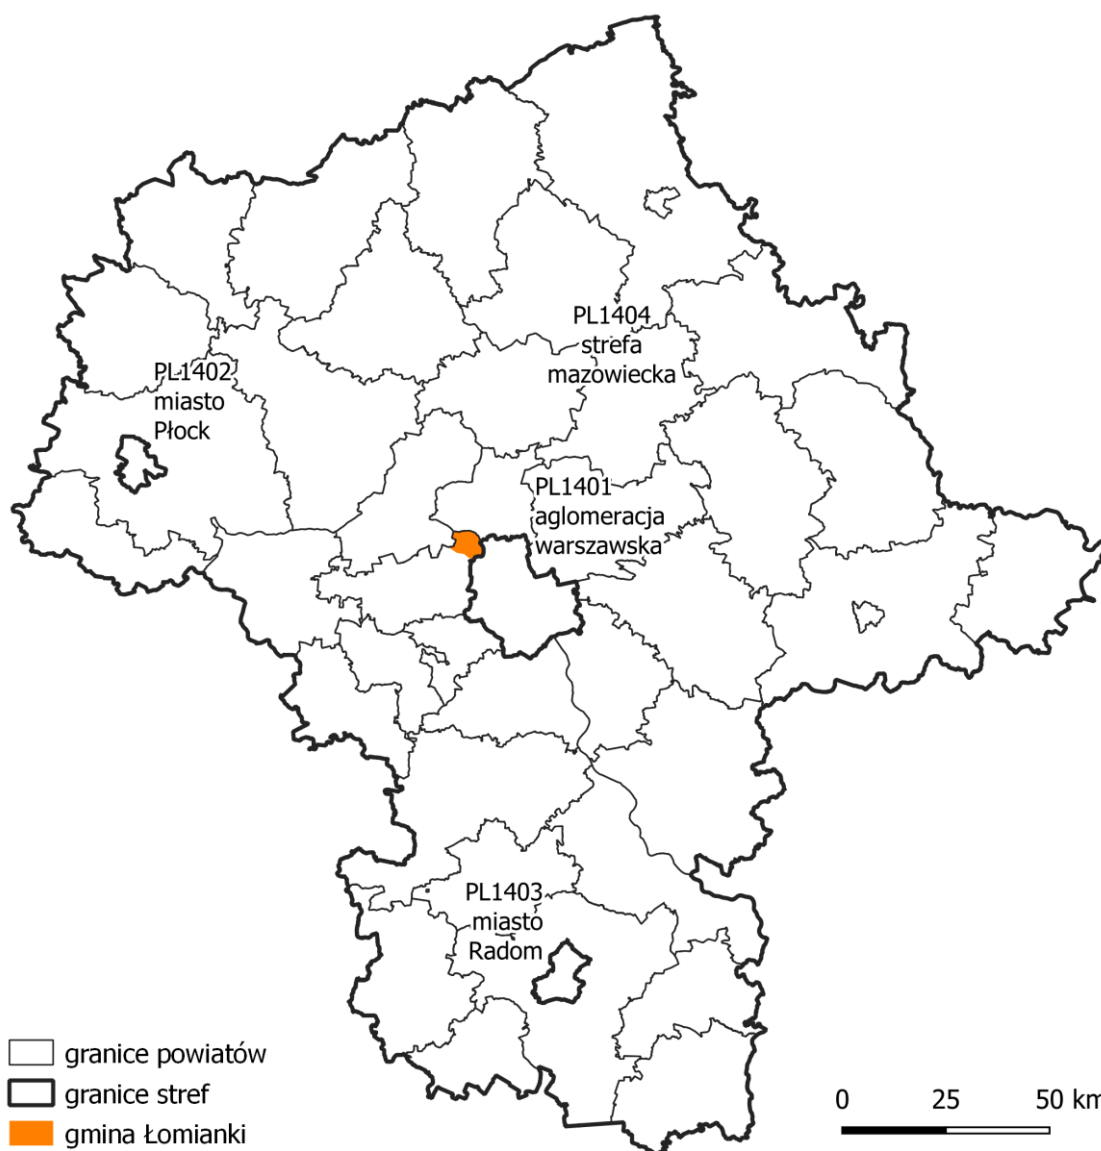 PL1404
strefa
mazowiecka
PL1402
miasto
Płock
PL1401
aglomeracja
warszawska
PL1403
miasto
Radom
granice powiatów
granice stref
gmina Łomianki
0 25 50 km